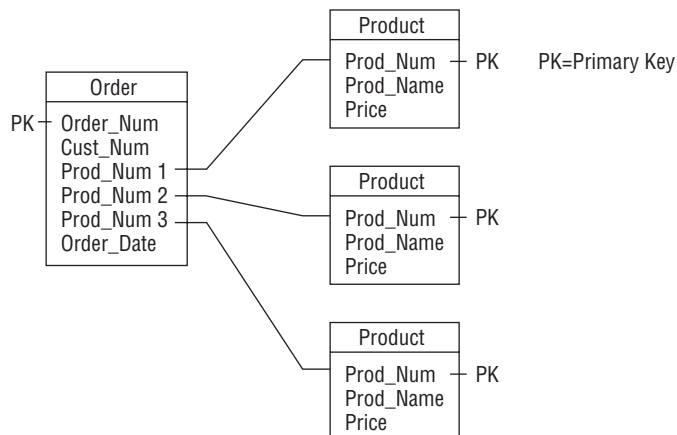 Product
Prod_Num PK PK=Primary Key
Prod_Name
Price
Order
PK Order_Num
Cust_Num
Prod_Num 1
Prod_Num 2
Prod_Num 3
Order_Date
Product
Prod_Num PK
Prod_Name
Price
Product
Prod_Num PK
Prod_Name
Price